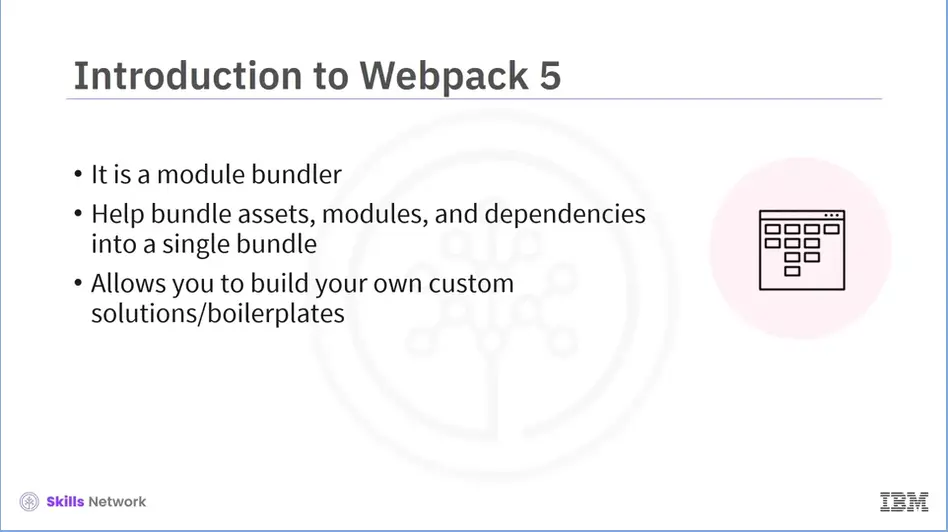 Introduction to Webpack 5
• It is a module bundler
• Help bundle assets, modules, and dependencies
into a single bundle
• Allows you to build your own custom
solutions/boilerplates
Skills Network
IBM